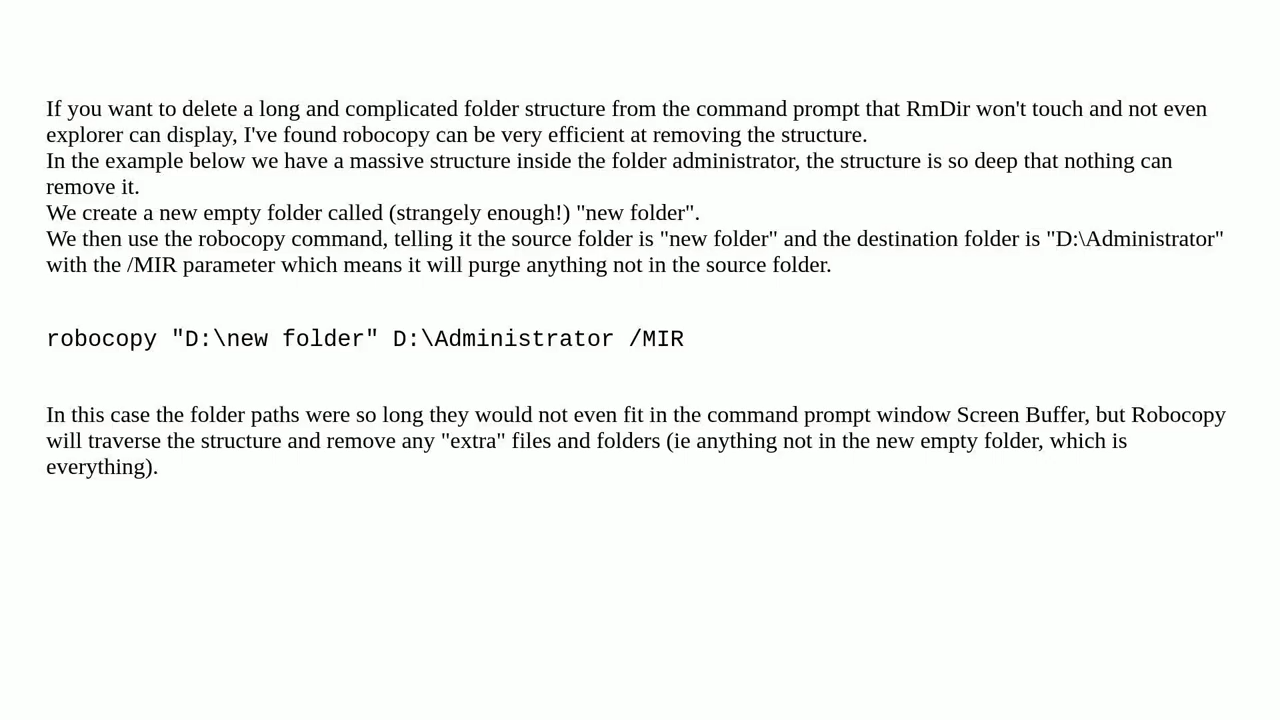 If you want to delete a long and complicated folder structure from the command prompt that RmDir won't touch and not even
explorer can display, I've found robocopy can be very efficient at removing the structure.
In the example below we have a massive structure inside the folder administrator, the structure is so deep that nothing can
remove it.
We create a new empty folder called (strangely enough!) "new folder".
We then use the robocopy command, telling it the source folder is "new folder" and the destination folder is "D:\Administrator"
with the /MIR parameter which means it will purge anything not in the source folder.
robocopy "D:\new folder" D:\Administrator /MIR
In this case the folder paths were so long they would not even fit in the command prompt window Screen Buffer, but Robocopy
will traverse the structure and remove any "extra" files and folders (ie anything not in the new empty folder, which is
everything).